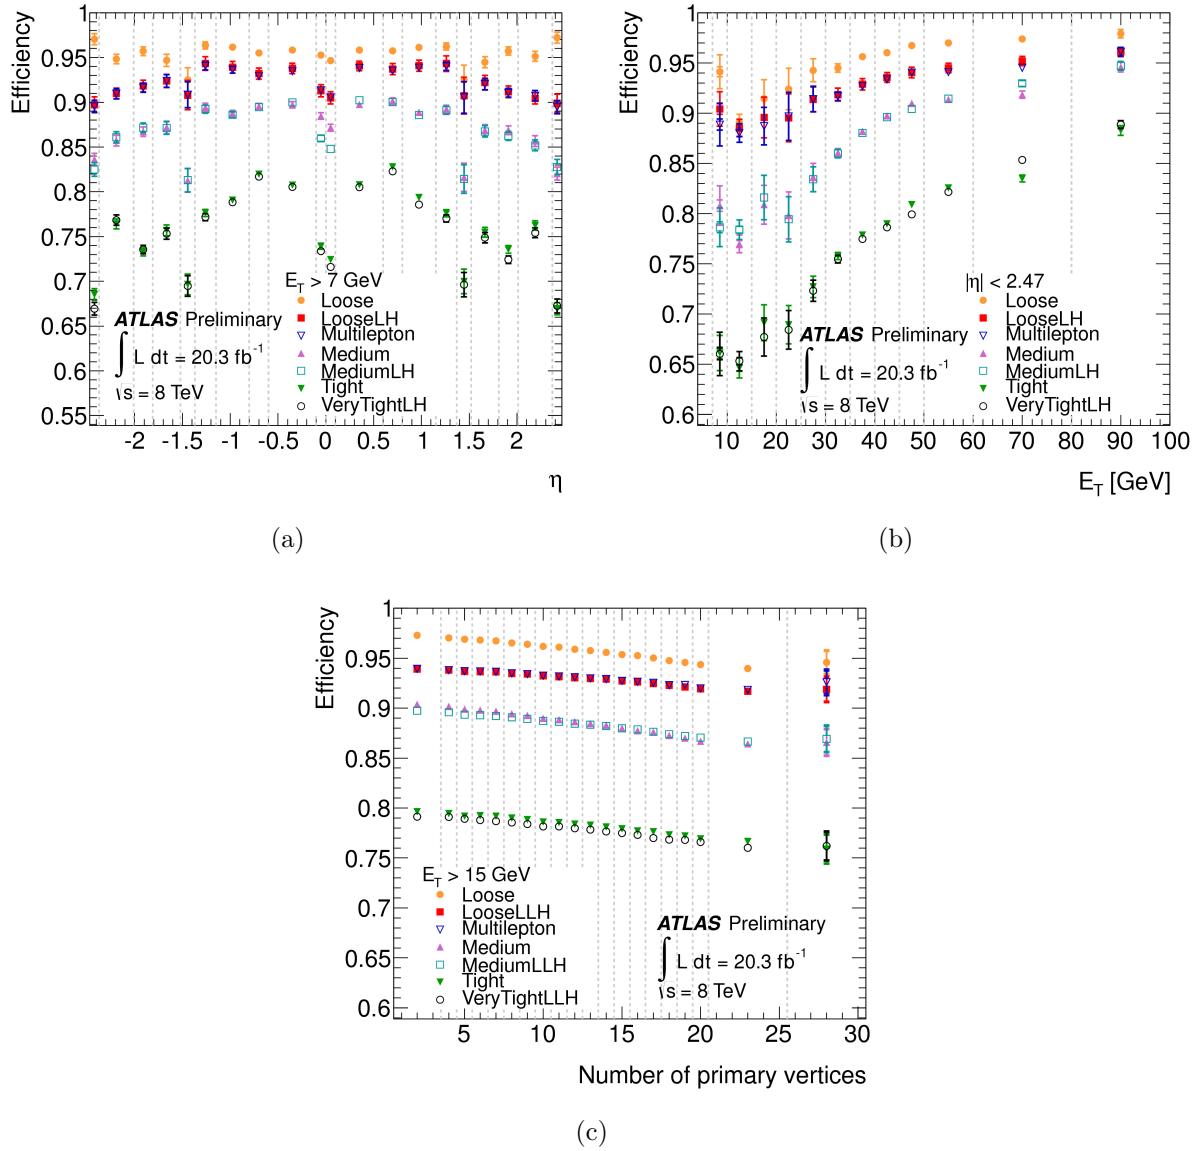 Efficiency
1
0.95
0.9
0.85
0.8
0.75
0.7
0.65
0.6
0.55
E_T > 7 GeV
Loose
LooseLH
Multilepton
Medium
MediumLH
Tight
VeryTightLH
ATLAS Preliminary
∫ L dt = 20.3 fb⁻¹
√s = 8 TeV
-2 -1.5 -1 -0.5 0 0.5 1 1.5 2
η
(a)
Efficiency
1
0.95
0.9
0.85
0.8
0.75
0.7
0.65
0.6
|η| < 2.47
Loose
LooseLH
Multilepton
Medium
MediumLH
Tight
VeryTightLH
ATLAS Preliminary
∫ L dt = 20.3 fb⁻¹
√s = 8 TeV
10 20 30 40 50 60 70 80 90 100
E_T [GeV]
(b)
Efficiency
1
0.95
0.9
0.85
0.8
0.75
0.7
0.65
0.6
E_T > 15 GeV
Loose
LooseLLH
Multilepton
Medium
MediumLLH
Tight
VeryTightLLH
ATLAS Preliminary
∫ L dt = 20.3 fb⁻¹
√s = 8 TeV
5 10 15 20 25 30
Number of primary vertices
(c)